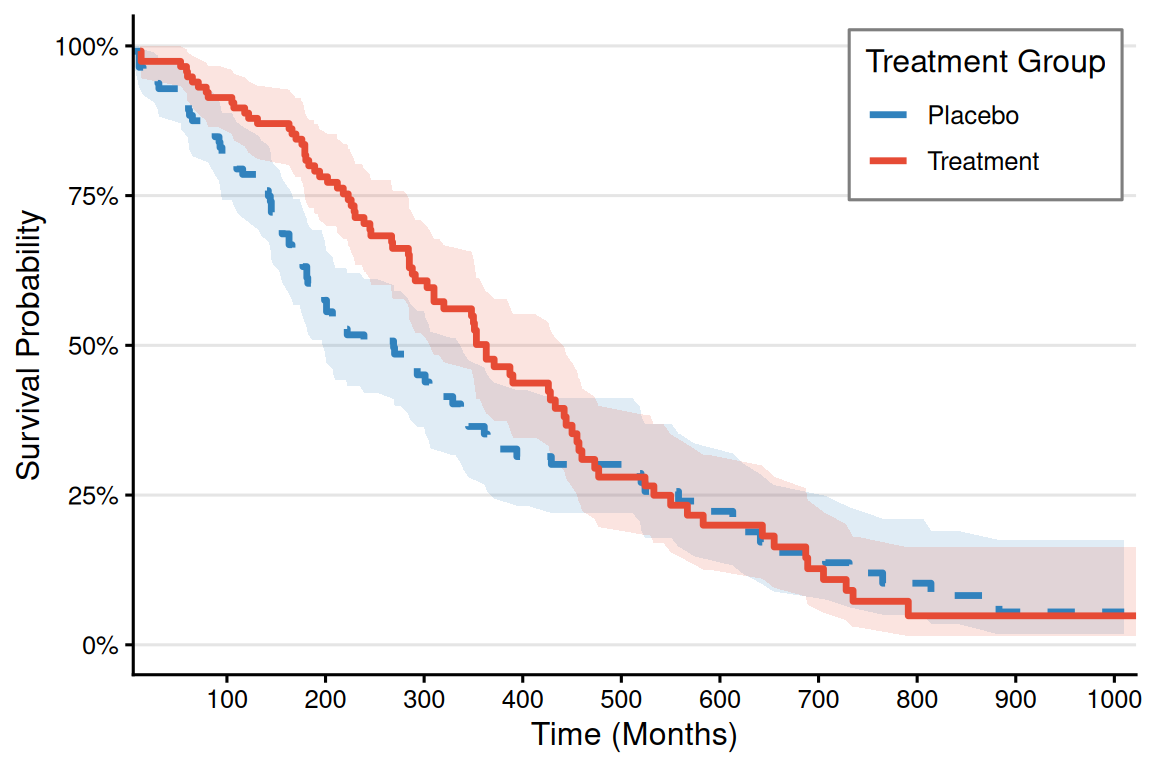 Treatment Group
Placebo
Treatment
Survival Probability
100%
75%
50%
25%
0%
100 200 300 400 500 600 700 800 900 1000
Time (Months)